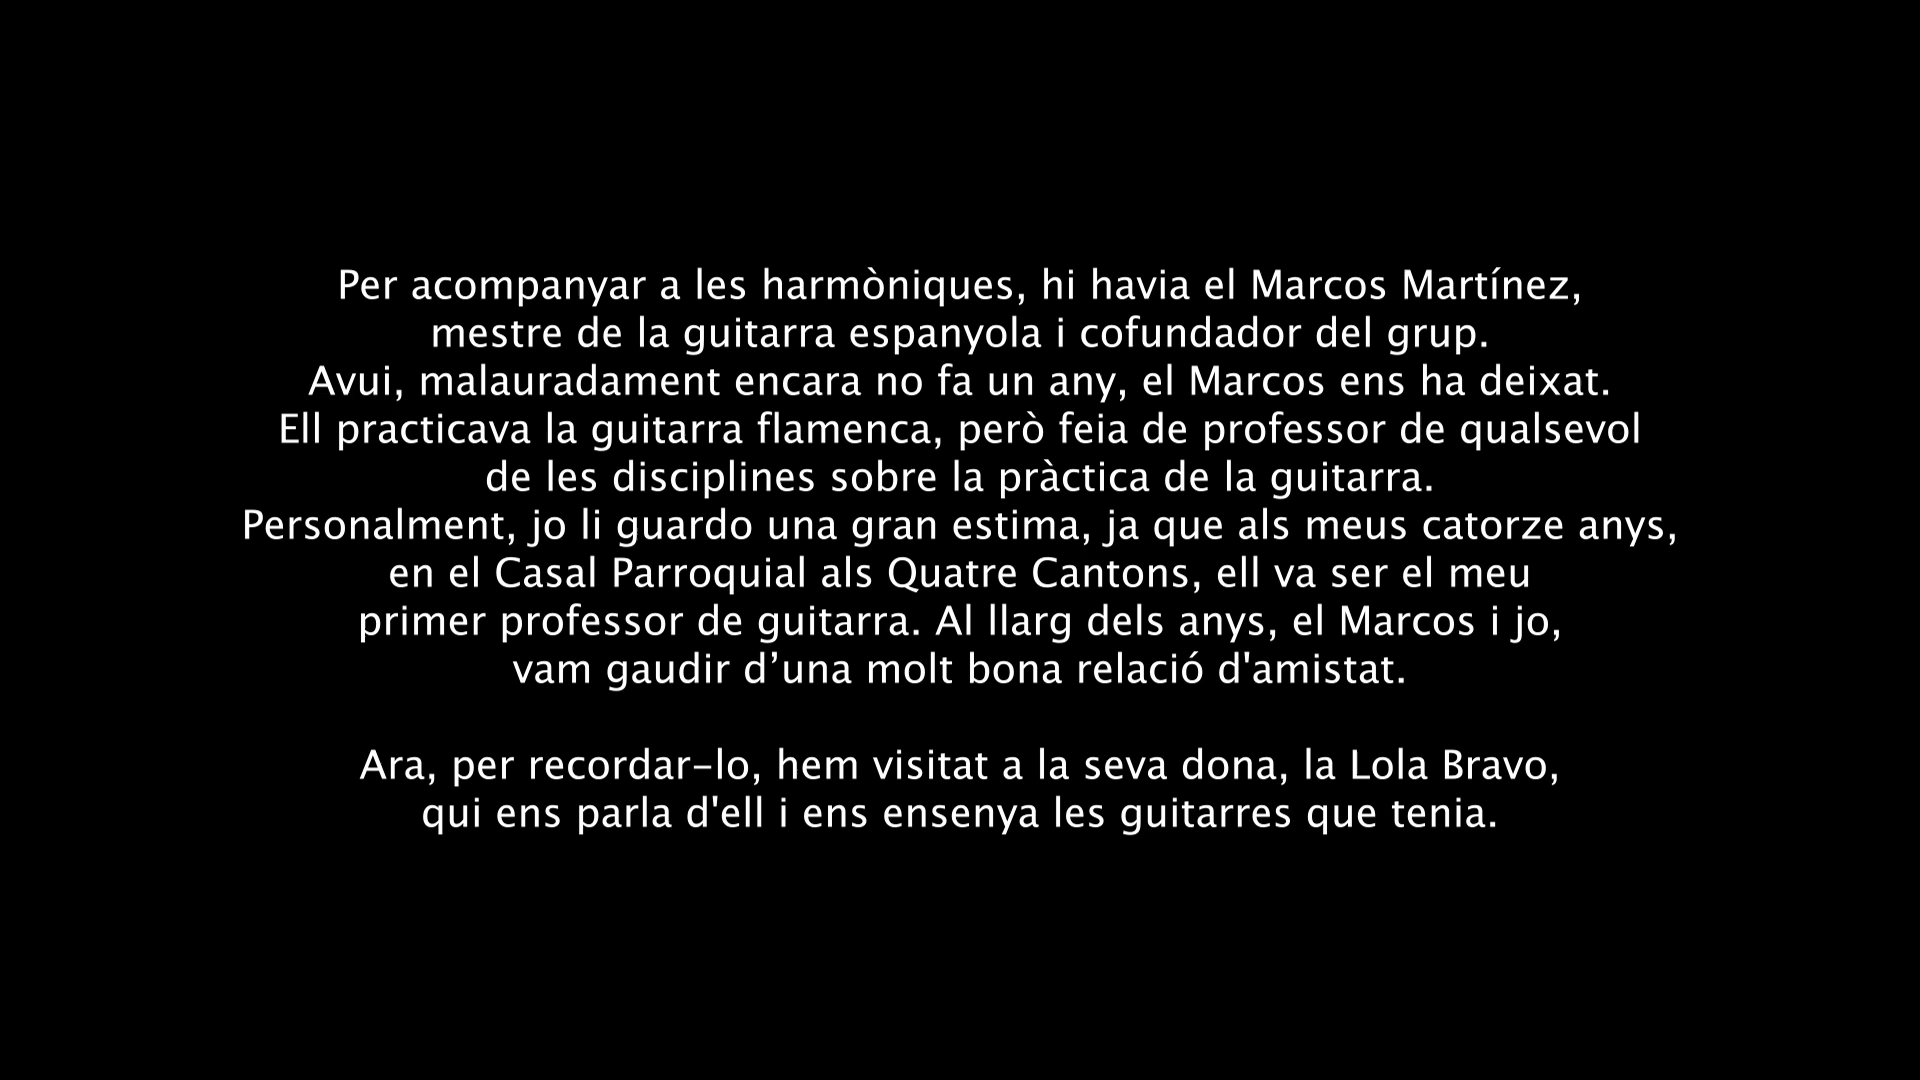 Per acompanyar a les harmòniques, hi havia el Marcos Martínez,
mestre de la guitarra espanyola i cofundador del grup.
Avui, malauradament encara no fa un any, el Marcos ens ha deixat.
Ell practicava la guitarra flamenca, però feia de professor de qualsevol
de les disciplines sobre la pràctica de la guitarra.
Personalment, jo li guardo una gran estima, ja que als meus catorze anys,
en el Casal Parroquial als Quatre Cantons, ell va ser el meu
primer professor de guitarra. Al llarg dels anys, el Marcos i jo,
vam gaudir d’una molt bona relació d'amistat.
Ara, per recordar-lo, hem visitat a la seva dona, la Lola Bravo,
qui ens parla d'ell i ens ensenya les guitarres que tenia.